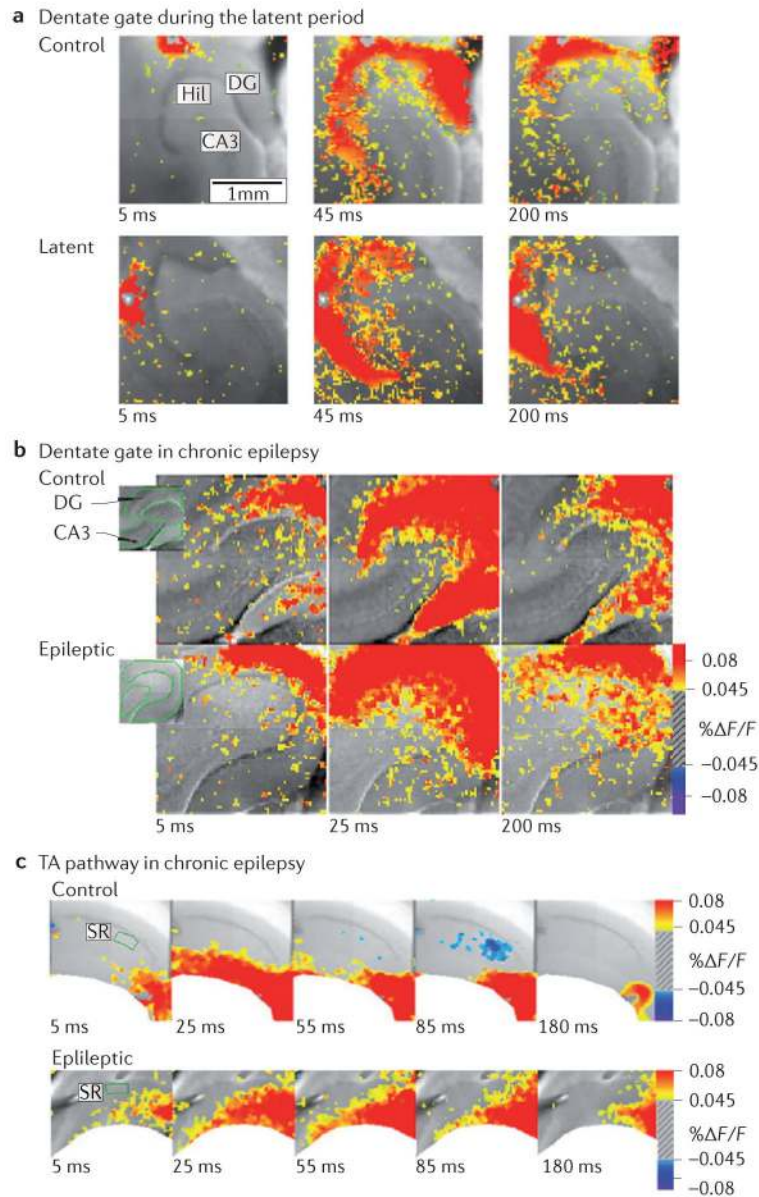 a Dentate gate during the latent period
Control
Hil
DG
CA3
1mm
5 ms 45 ms 200 ms
Latent
5 ms 45 ms 200 ms
b Dentate gate in chronic epilepsy
Control
DG
CA3
Epileptic
0.08
0.045
%ΔF/F
–0.045
–0.08
5 ms 25 ms 200 ms
c TA pathway in chronic epilepsy
Control
SR
0.08
0.045
%ΔF/F
–0.045
–0.08
5 ms 25 ms 55 ms 85 ms 180 ms
Eplileptic
SR
0.08
0.045
%ΔF/F
–0.045
–0.08
5 ms 25 ms 55 ms 85 ms 180 ms